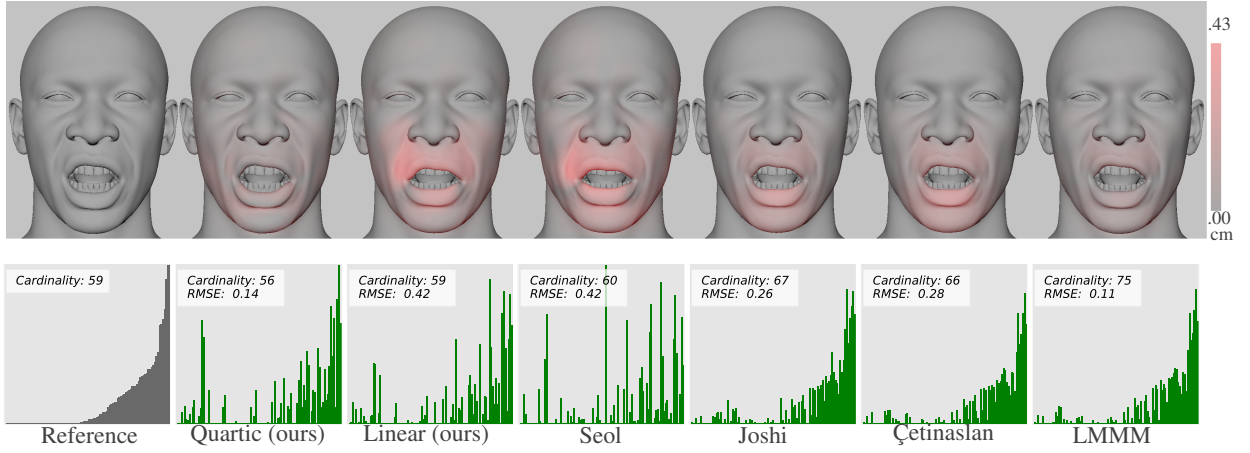 .43
.00
cm
Cardinality: 59
Cardinality: 56
RMSE: 0.14
Cardinality: 59
RMSE: 0.42
Cardinality: 60
RMSE: 0.42
Cardinality: 67
RMSE: 0.26
Cardinality: 66
RMSE: 0.28
Cardinality: 75
RMSE: 0.11
Reference
Quartic (ours)
Linear (ours)
Seol
Joshi
Çetinaslan
LMMM